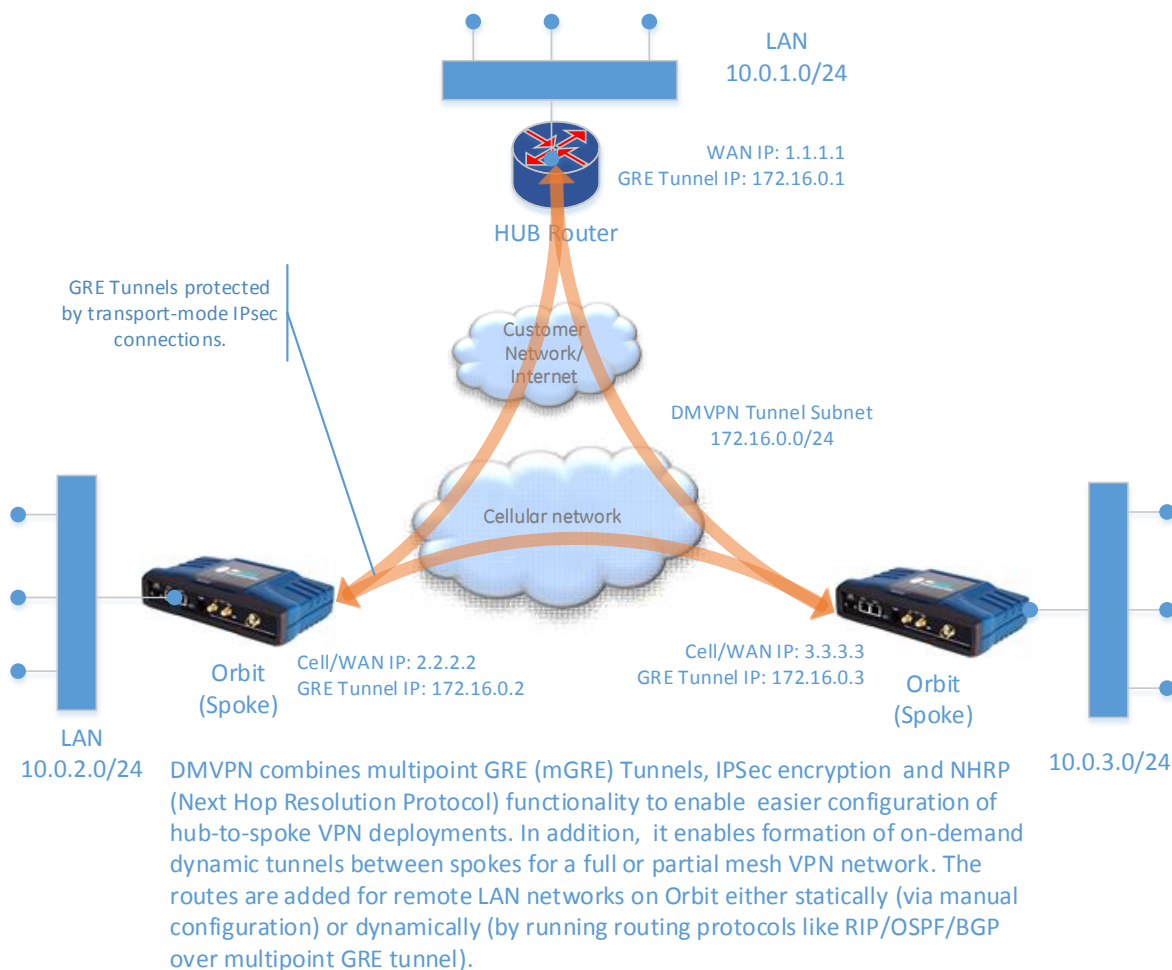 LAN
10.0.1.0/24
WAN IP: 1.1.1.1
GRE Tunnel IP: 172.16.0.1
HUB Router
GRE Tunnels protected
by transport-mode IPsec
connections.
Customer
Network/
Internet
DMVPN Tunnel Subnet
172.16.0.0/24
Cellular network
Cell/WAN IP: 2.2.2.2
GRE Tunnel IP: 172.16.0.2
Orbit
(Spoke)
Cell/WAN IP: 3.3.3.3
GRE Tunnel IP: 172.16.0.3
Orbit
(Spoke)
LAN
10.0.2.0/24
10.0.3.0/24
DMVPN combines multipoint GRE (mGRE) Tunnels, IPSec encryption and NHRP
(Next Hop Resolution Protocol) functionality to enable easier configuration of
hub-to-spoke VPN deployments. In addition, it enables formation of on-demand
dynamic tunnels between spokes for a full or partial mesh VPN network. The
routes are added for remote LAN networks on Orbit either statically (via manual
configuration) or dynamically (by running routing protocols like RIP/OSPF/BGP
over multipoint GRE tunnel).